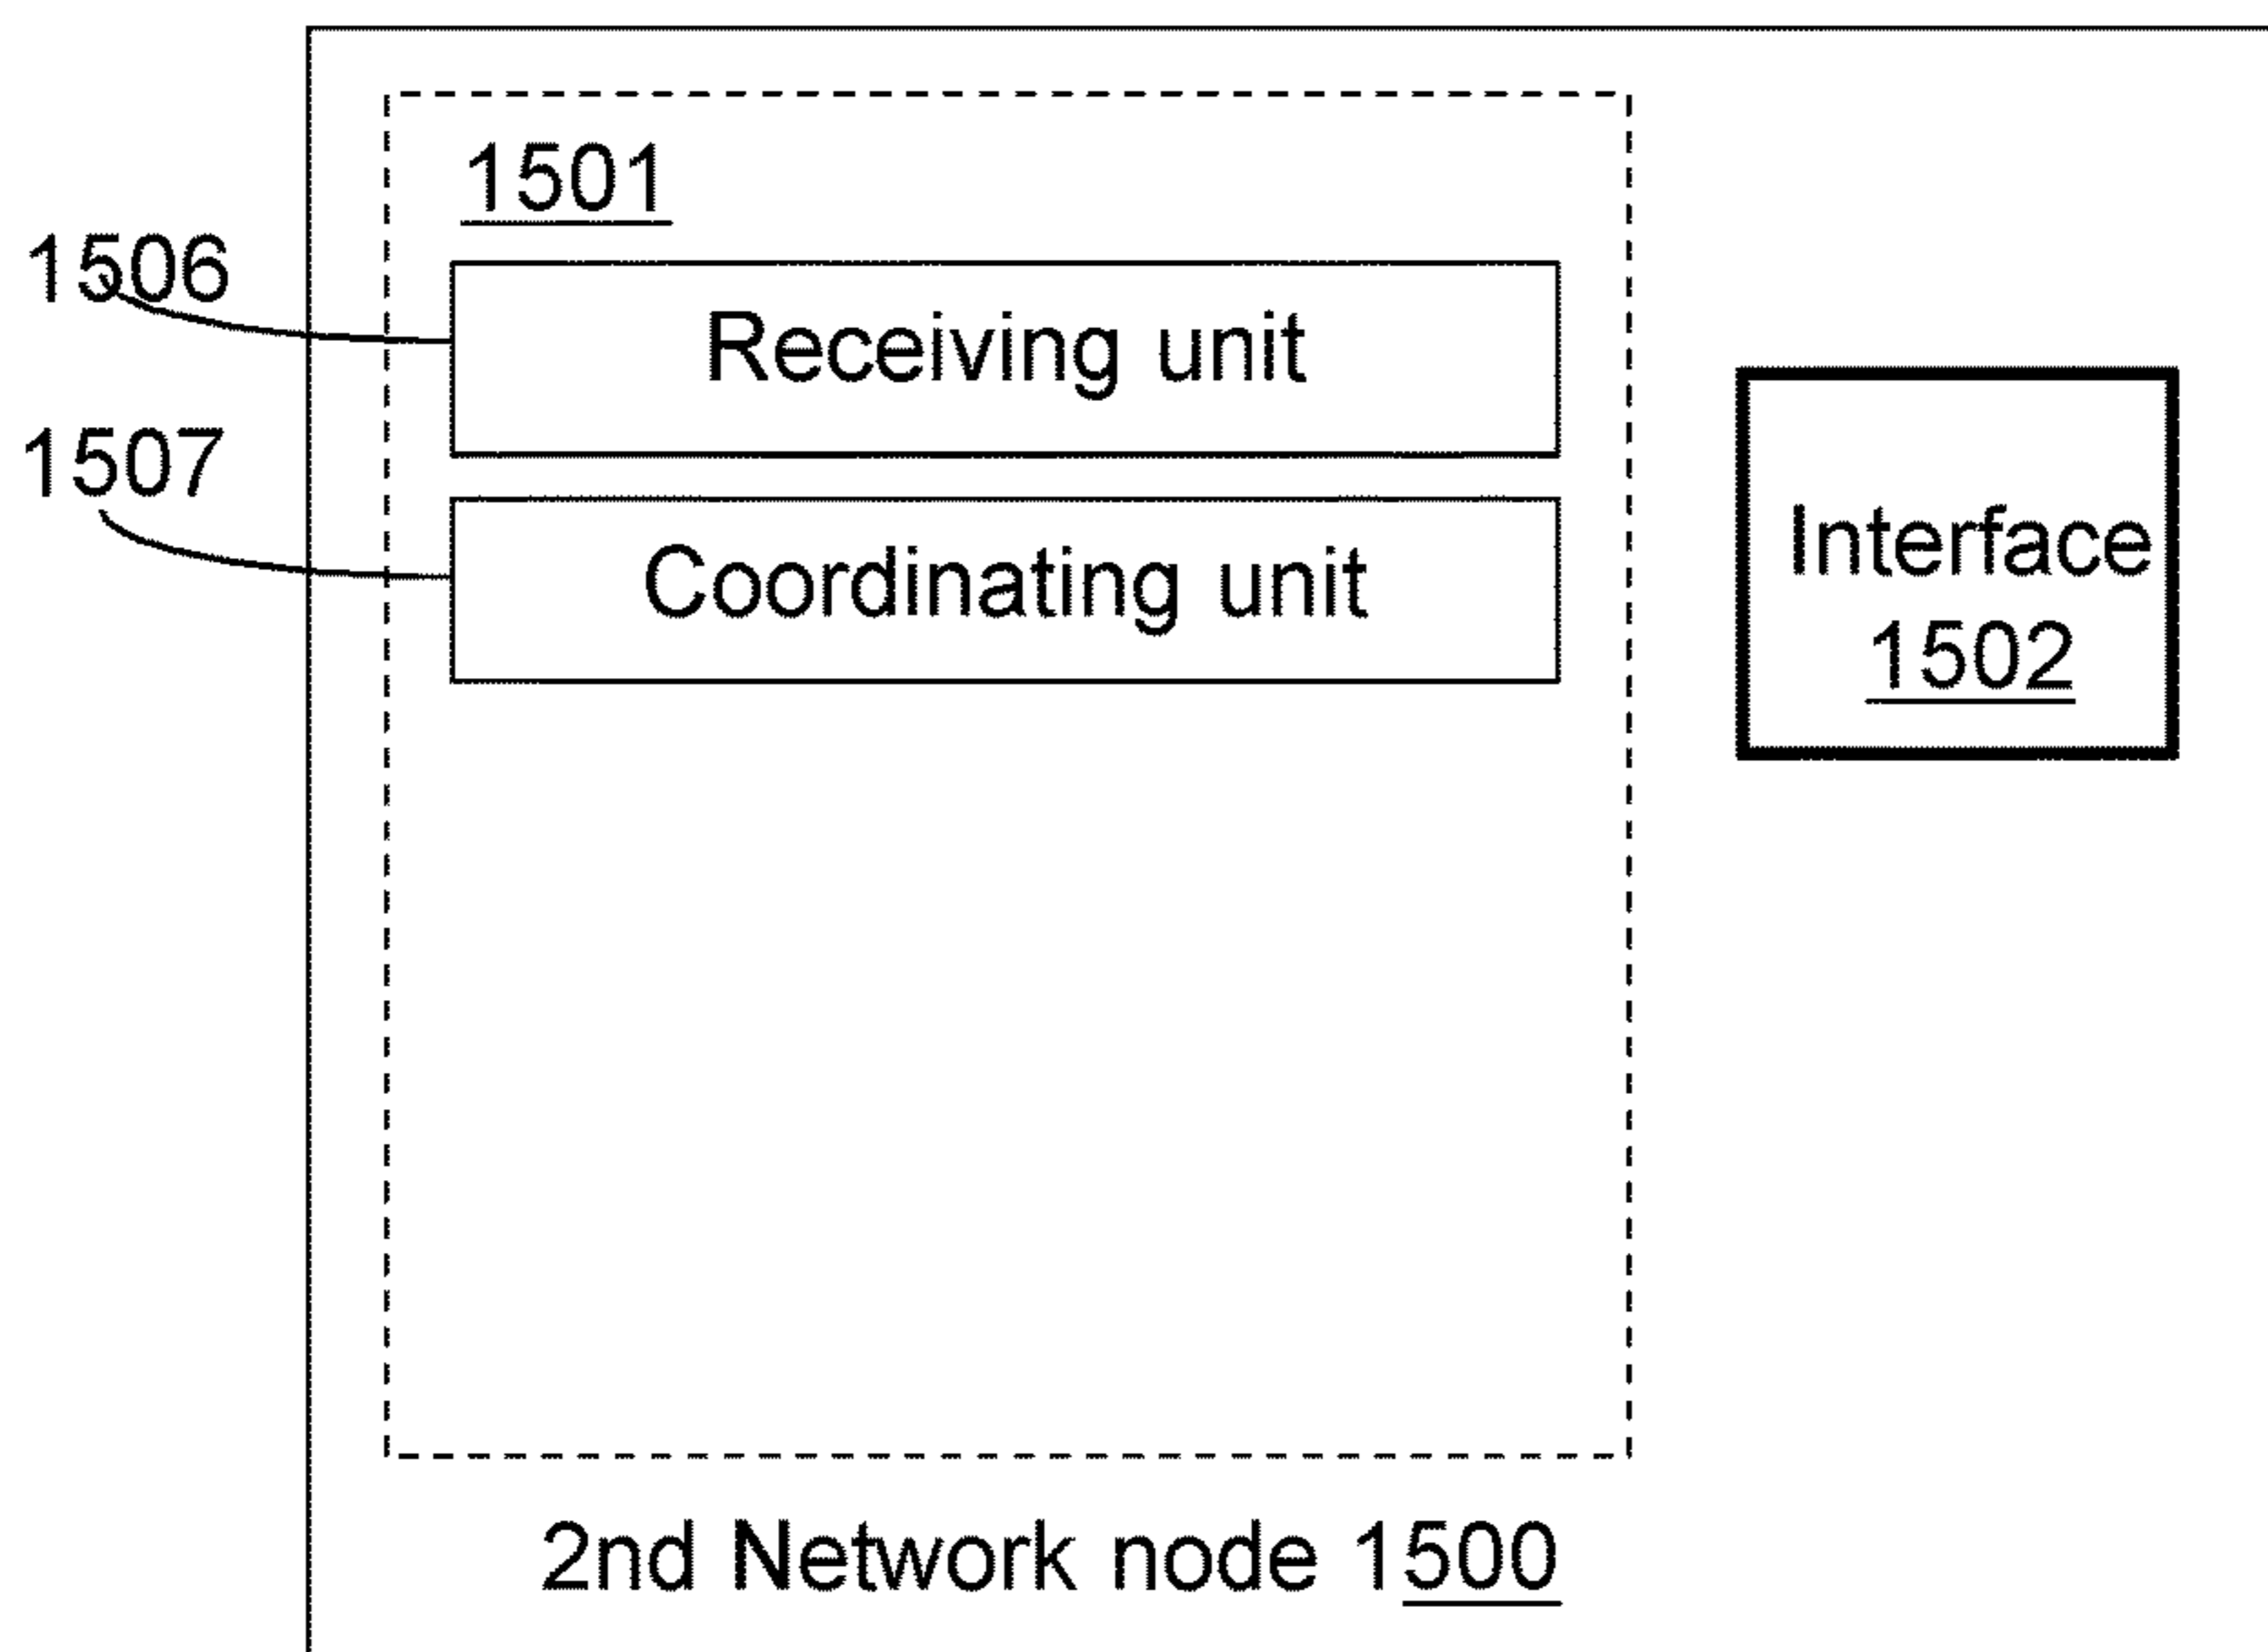 1501
1506
Receiving unit
1507
Coordinating unit
Interface
1502
2nd Network node 1500